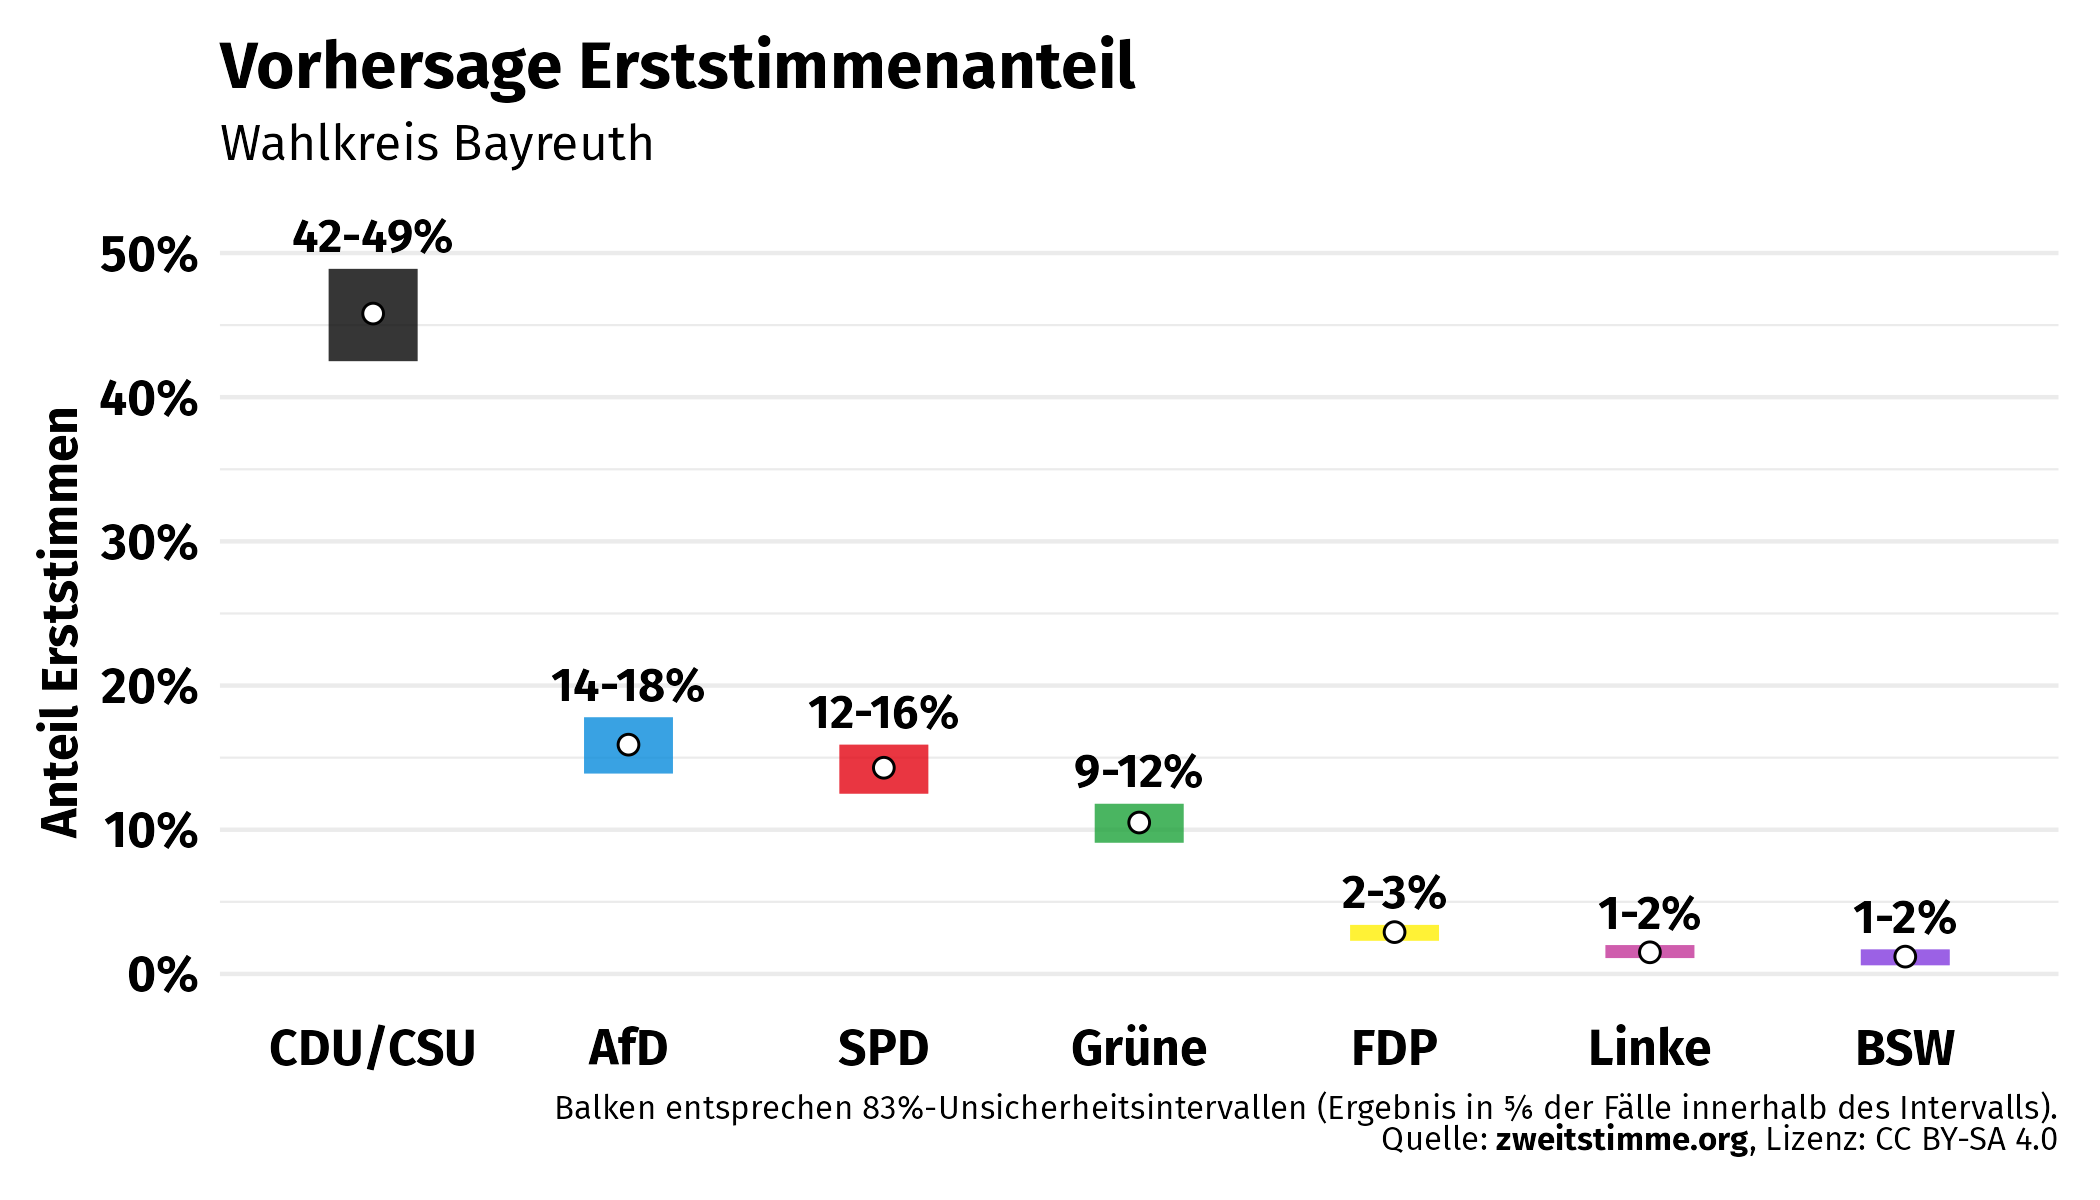 Vorhersage Erststimmenanteil
Wahlkreis Bayreuth
Anteil Erststimmen
50%
40%
30%
20%
10%
0%
42-49%
14-18%
12-16%
9-12%
2-3%
1-2%
1-2%
CDU/CSU
AfD
SPD
Grüne
FDP
Linke
BSW
Balken entsprechen 83%-Unsicherheitsintervallen (Ergebnis in ⅚ der Fälle innerhalb des Intervalls).
Quelle: zweitstimme.org, Lizenz: CC BY-SA 4.0